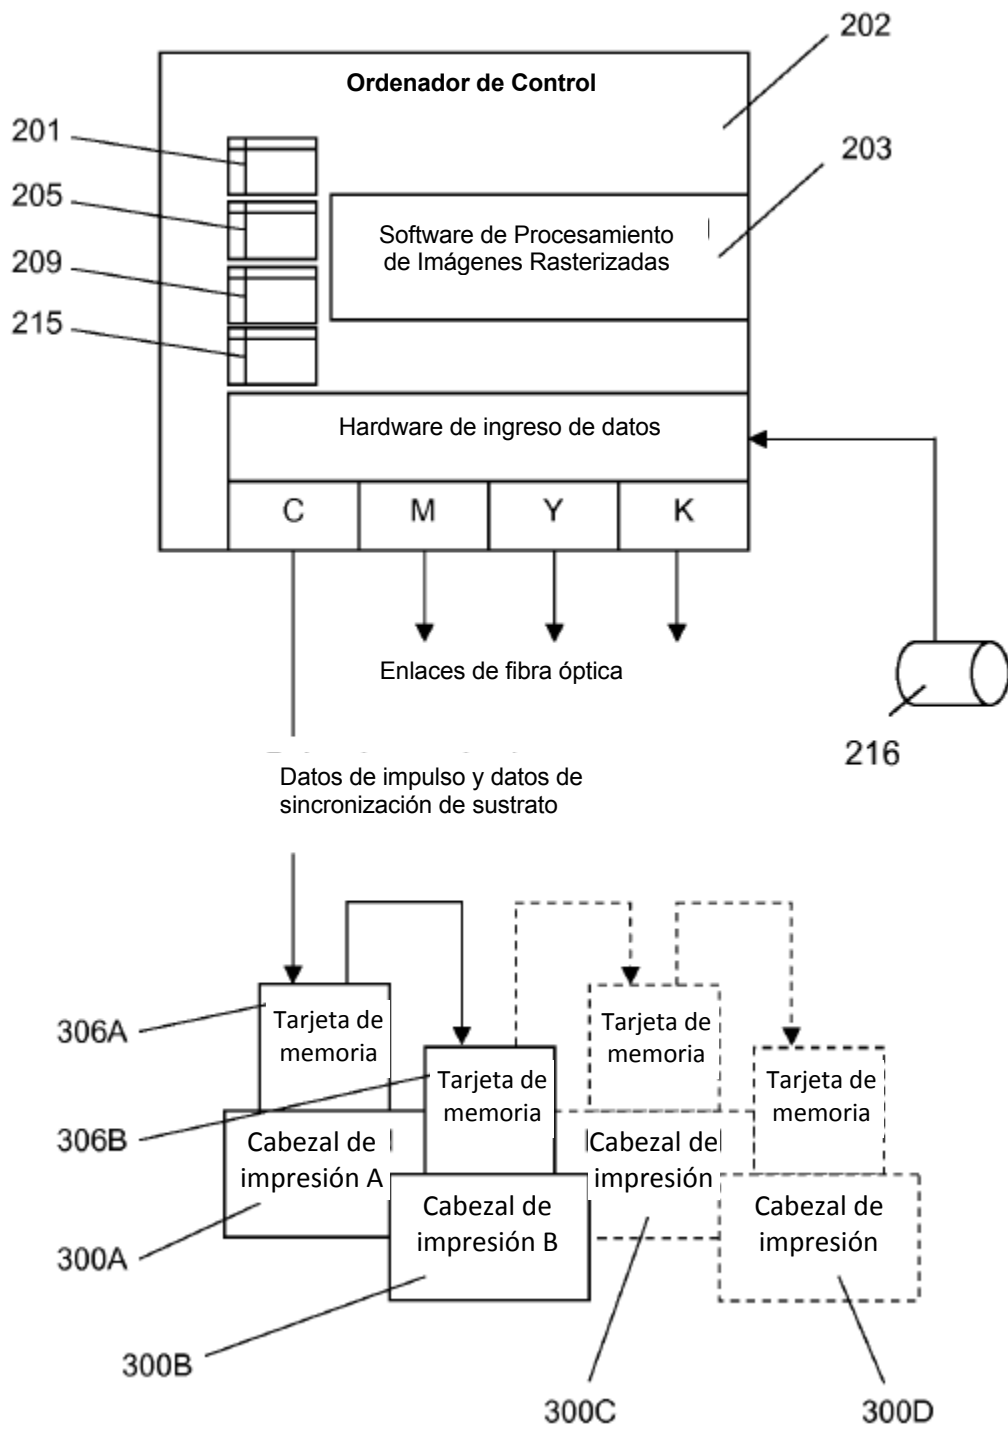 202
Ordenador de Control
201
203
205
Software de Procesamiento
de Imágenes Rasterizadas
209
215
Hardware de ingreso de datos
C M Y K
Enlaces de fibra óptica
216
Datos de impulso y datos de
sincronización de sustrato
306A
Tarjeta de
memoria
Tarjeta de
memoria
Tarjeta de
memoria
Tarjeta de
memoria
306B
Cabezal de
impresión A
Cabezal de
impresión B
Cabezal de
impresión
Cabezal de
impresión
300A
300B
300C
300D